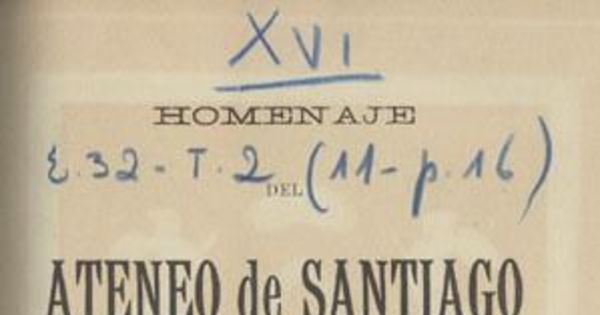 XVI
HOMENAJE
E.32-T.2 (11-p.16)
DEL
ATENEO de SANTIAGO